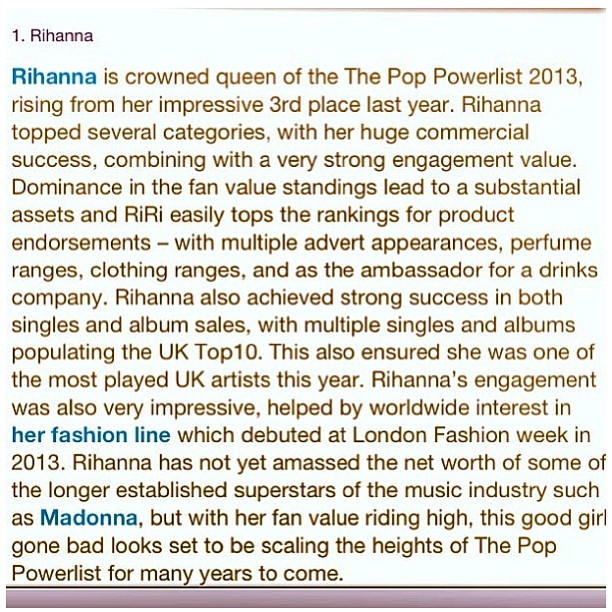 1. Rihanna
Rihanna is crowned queen of the The Pop Powerlist 2013,
rising from her impressive 3rd place last year. Rihanna
topped several categories, with her huge commercial
success, combining with a very strong engagement value.
Dominance in the fan value standings lead to a substantial
assets and RiRi easily tops the rankings for product
endorsements – with multiple advert appearances, perfume
ranges, clothing ranges, and as the ambassador for a drinks
company. Rihanna also achieved strong success in both
singles and album sales, with multiple singles and albums
populating the UK Top10. This also ensured she was one of
the most played UK artists this year. Rihanna's engagement
was also very impressive, helped by worldwide interest in
her fashion line which debuted at London Fashion week in
2013. Rihanna has not yet amassed the net worth of some of
the longer established superstars of the music industry such
as Madonna, but with her fan value riding high, this good girl
gone bad looks set to be scaling the heights of The Pop
Powerlist for many years to come.